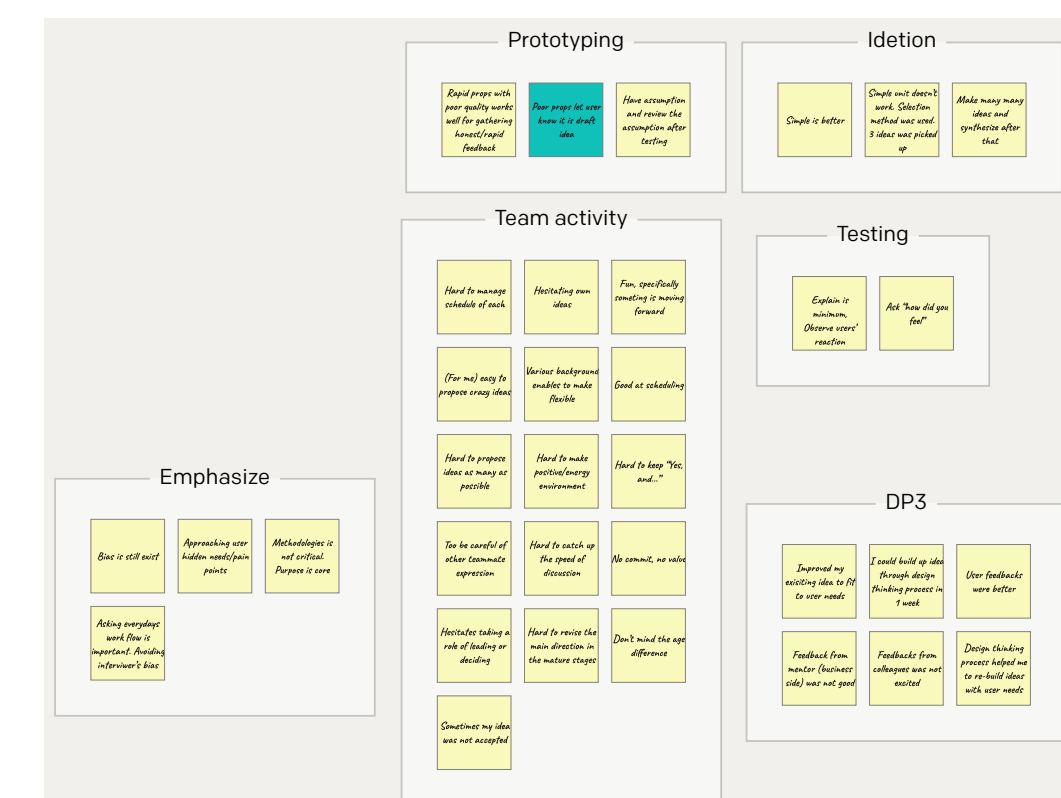 Prototyping
Rapid props with
poor quality works
well for gathering
honest/rapid
feedback
Poor props let user
know it is draft
idea
Have assumption
and review the
assumption after
testing
Idetion
Simple is better
Simple onit doesn't
work. Selection
method was used.
3 ideas was picked
up
Make many many
ideas and
synthesize after
that
Team activity
Hard to manage
schedule of each
Hesitating own
ideas
Fun, specifically
someting is moving
forward
(For me) easy to
propose crazy ideas
Various background
enables to make
flexible
Good at scheduling
Hard to propose
ideas as many as
possible
Hard to make
positive/energy
environment
Hard to keep "Yes,
and..."
Too be careful of
other teammate
expression
Hard to catch up
the speed of
discussion
No commit, no value
Hesitates taking a
role of leading or
deciding
Hard to revise the
main direction in
the mature stages
Don't mind the age
difference
Sometimes my idea
was not accepted
Testing
Explain is
minimum,
Observe users'
reaction
Ask "how did you
feel"
Emphasize
Bias is still exist
Approaching user
hidden needs/pain
points
Methodologies is
not critical.
Purpose is core
Asking everydays
work flow is
important. Avoiding
interviwer's bias
DP3
Improved my
exisiting idea to fit
to user needs
I could build up idea
through design
thinking process in
1 week
User feedbacks
were better
Feedback from
mentor (business
side) was not good
Feedbacks from
colleagues was not
excited
Design thinking
process helped me
to re-build ideas
with user needs